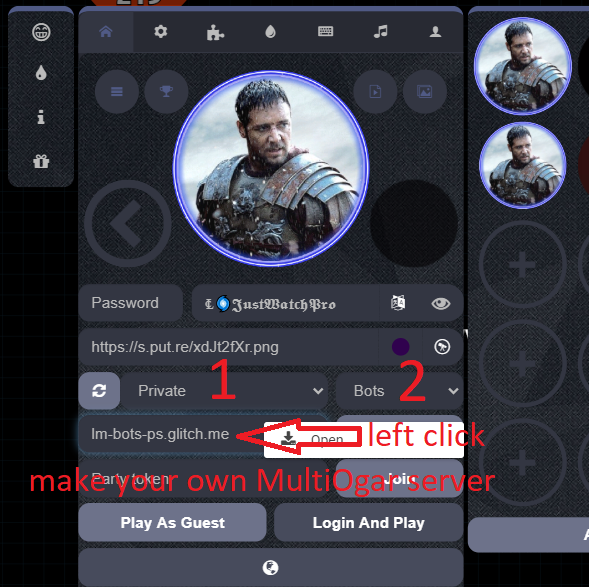 Password
𝕷 𝕵𝖚𝖘𝖙𝖂𝖆𝖙𝖈𝖍𝕻𝖗𝖔
https://s.put.re/xdJt2fXr.png
1
2
Private
Bots
lm-bots-ps.glitch.me
Open
left click
Party token
Join
make your own MultiOgar server
Play As Guest
Login And Play
A